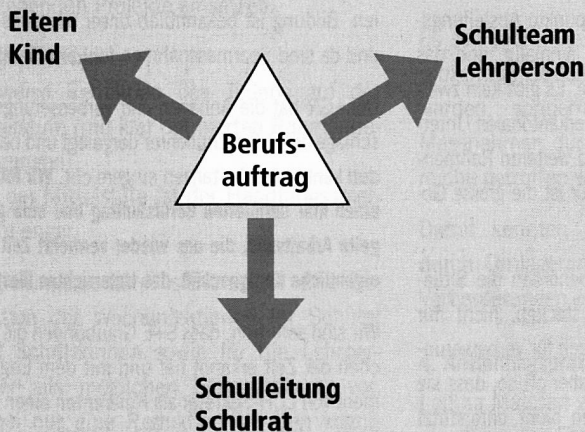 Eltern
Kind
Schulteam
Lehrperson
Berufs-
auftrag
Schulleitung
Schulrat